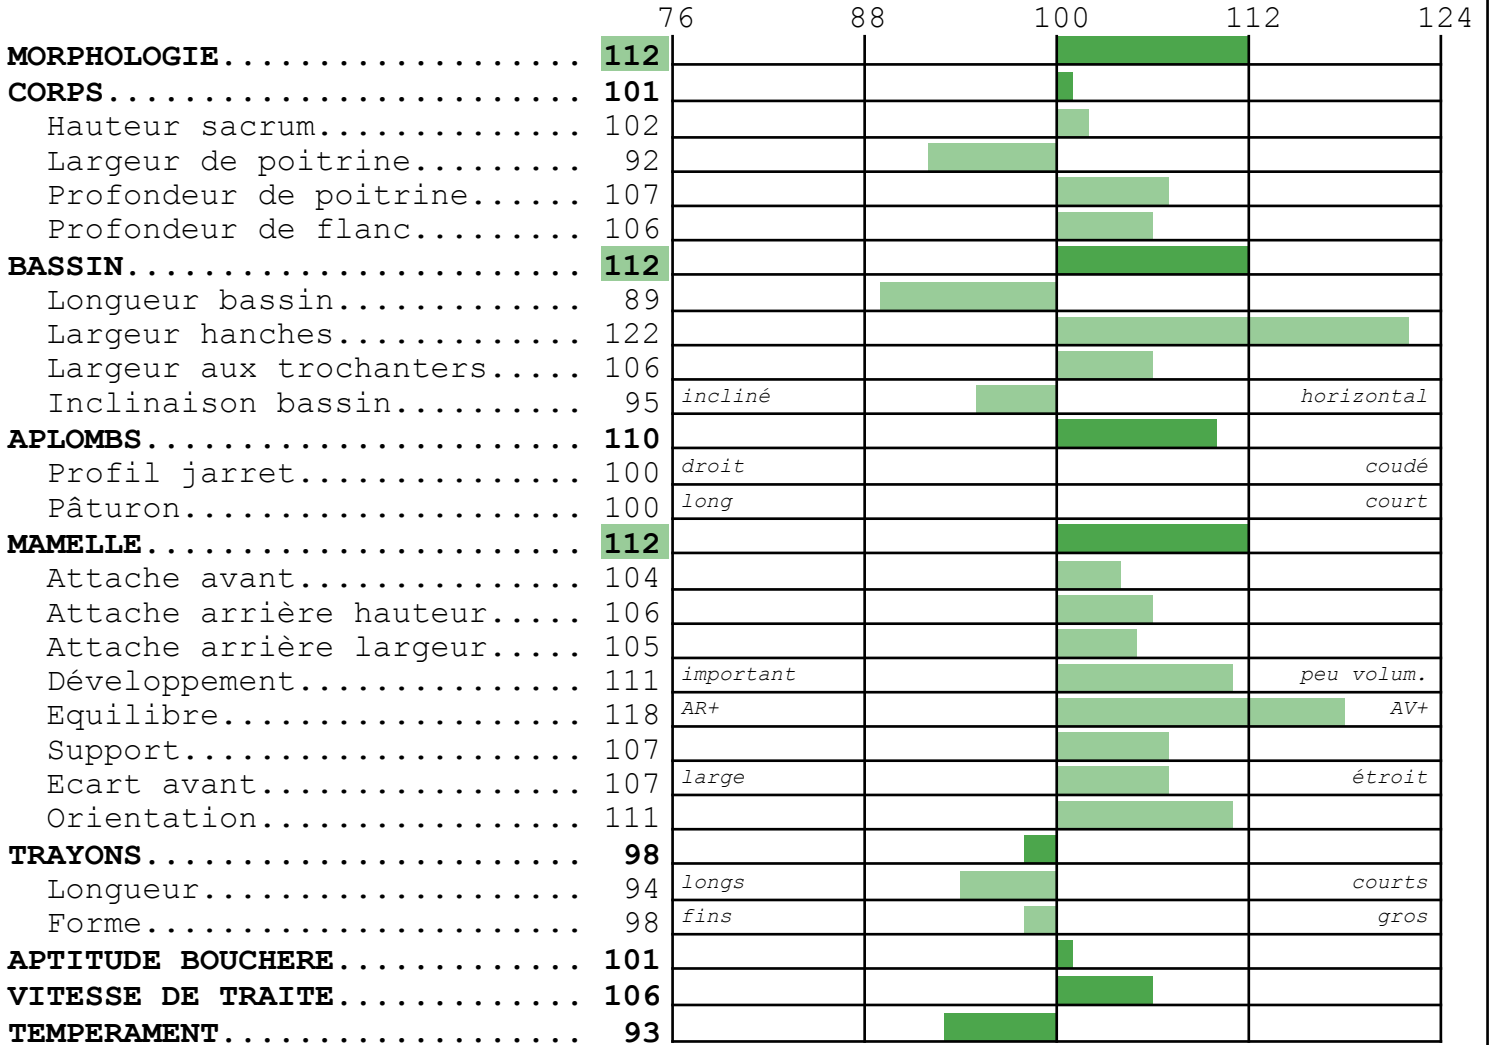 76 88 100 112 124
MORPHOLOGIE................... 112
CORPS......................... 101
Hauteur sacrum.............. 102
Largeur de poitrine......... 92
Profondeur de poitrine...... 107
Profondeur de flanc......... 106
BASSIN........................ 112
Longueur bassin............. 89
Largeur hanches............. 122
Largeur aux trochanters..... 106
Inclinaison bassin.......... 95 incliné horizontal
APLOMBS....................... 110
Profil jarret............... 100 droit coudé
Pâturon..................... 100 long court
MAMELLE....................... 112
Attache avant............... 104
Attache arrière hauteur..... 106
Attache arrière largeur..... 105
Développement............... 111 important peu volum.
Equilibre................... 118 AR+ AV+
Support..................... 107
Ecart avant................. 107 large étroit
Orientation................. 111
TRAYONS....................... 98
Longueur.................... 94 longs courts
Forme....................... 98 fins gros
APTITUDE BOUCHERE............. 101
VITESSE DE TRAITE............. 106
TEMPERAMENT................... 93